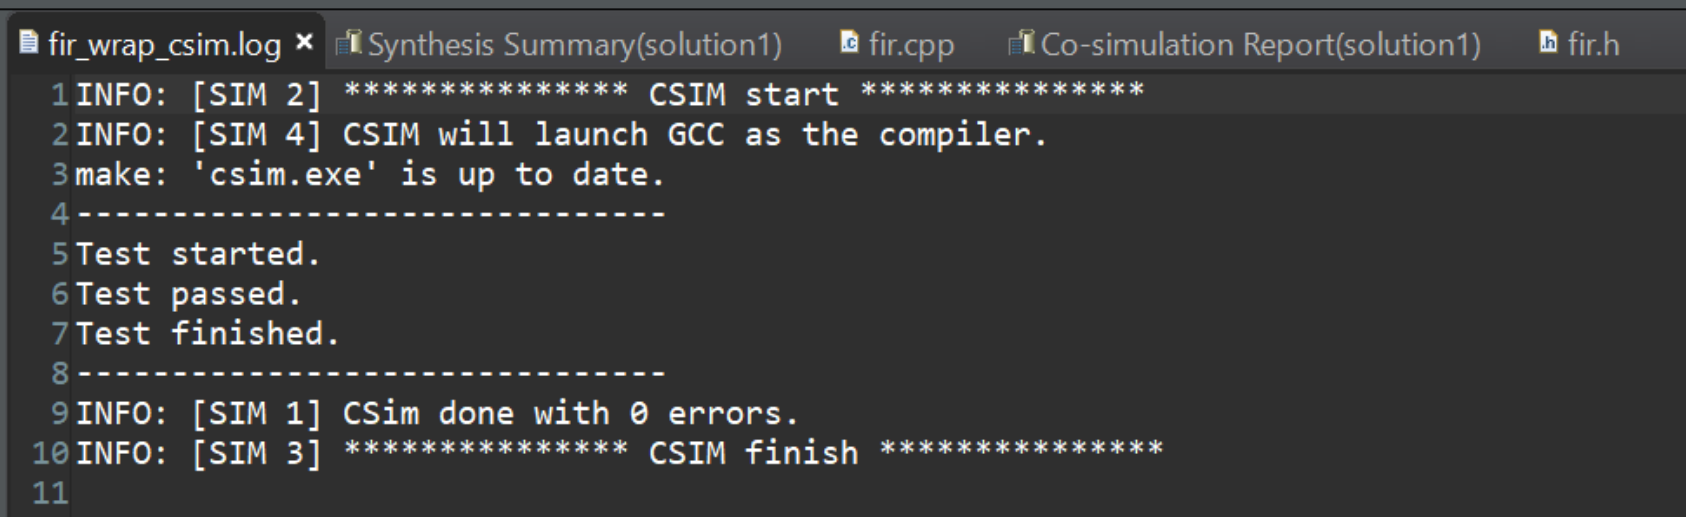 fir_wrap_csim.log Synthesis Summary(solution1) fir.cpp Co-simulation Report(solution1) fir.h
1 INFO: [SIM 2] *************** CSIM start ***************
2 INFO: [SIM 4] CSIM will launch GCC as the compiler.
3 make: 'csim.exe' is up to date.
4 -------------------------------
5 Test started.
6 Test passed.
7 Test finished.
8 -------------------------------
9 INFO: [SIM 1] CSim done with 0 errors.
10 INFO: [SIM 3] *************** CSIM finish ***************
11